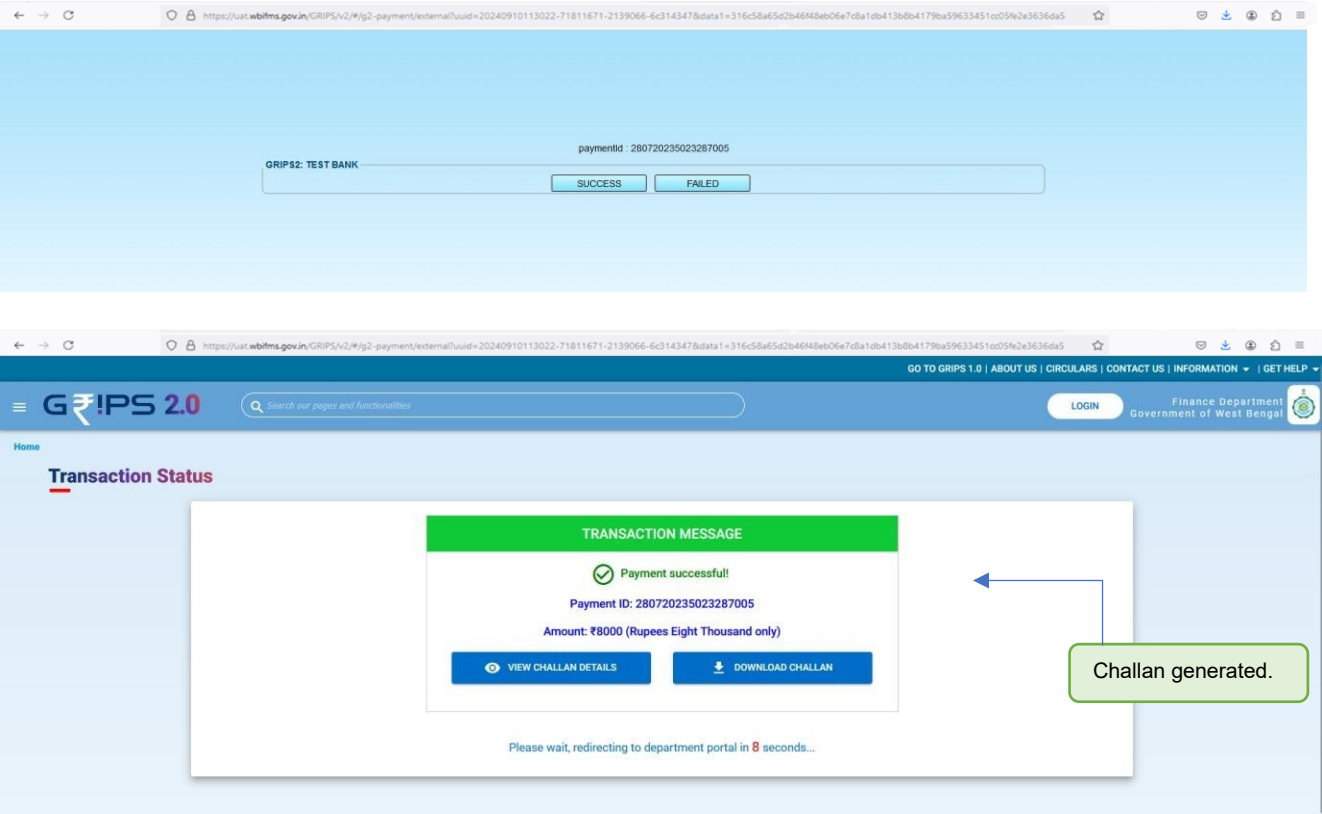 https://uat.wbifms.gov.in/GRIPS/v2/#/g2-payment/external?uuid=20240910113022-71811671-2139066-6c314347&data1=316c58a65d2b46f48eb06e7c8a1db413b8b4179ba59633451cc05fe2e3636da5
paymentId : 280720235023287005
GRIPS2: TEST BANK
SUCCESS FAILED
https://uat.wbifms.gov.in/GRIPS/v2/#/g2-payment/external?uuid=20240910113022-71811671-2139066-6c314347&data1=316c58a65d2b46f48eb06e7c8a1db413b8b4179ba59633451cc05fe2e3636da5
GO TO GRIPS 1.0 | ABOUT US | CIRCULARS | CONTACT US | INFORMATION | GET HELP
G₹!PS 2.0
Search our pages and functionalities
LOGIN
Finance Department
Government of West Bengal
Home
Transaction Status
TRANSACTION MESSAGE
Payment successful!
Payment ID: 280720235023287005
Amount: ₹8000 (Rupees Eight Thousand only)
VIEW CHALLAN DETAILS DOWNLOAD CHALLAN
Challan generated.
Please wait, redirecting to department portal in 8 seconds...